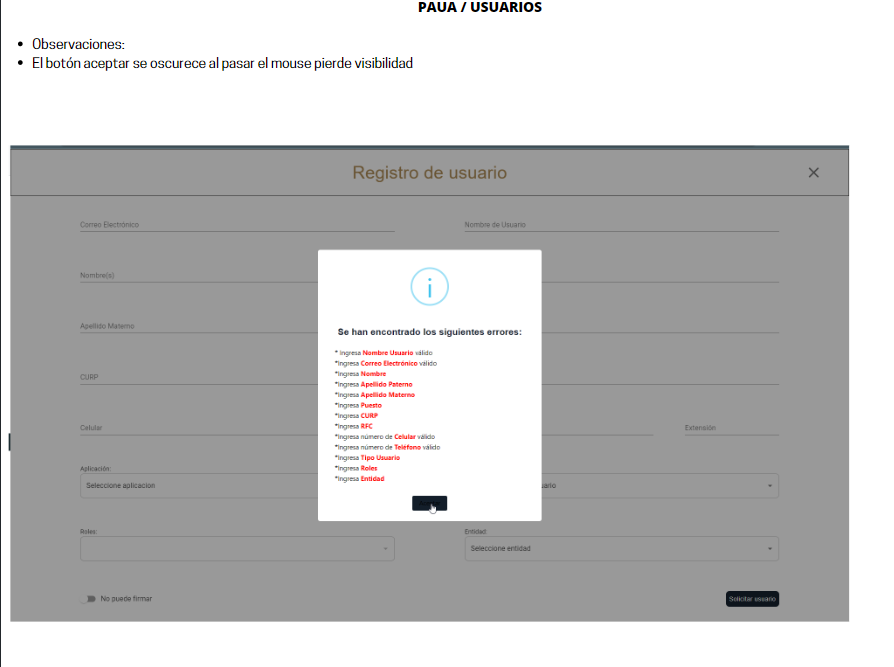 PAUA / USUARIOS
• Observaciones:
• El botón aceptar se oscurece al pasar el mouse pierde visibilidad
Registro de usuario
Correo Electrónico
Nombre de Usuario
Nombre(s)
Apellido Materno
CURP
Celular
Extensión
Aplicación:
Seleccione aplicacion
uario
Roles:
Entidad
Seleccione entidad
No puede firmar
Solicitar usuario
i
Se han encontrado los siguientes errores:
* Ingresa Nombre Usuario válido
*Ingresa Correo Electrónico válido
*Ingresa Nombre
*Ingresa Apellido Paterno
*Ingresa Apellido Materno
*Ingresa Puesto
*Ingresa CURP
*Ingresa RFC
*Ingresa número de Celular válido
*Ingresa número de Teléfono válido
*Ingresa Tipo Usuario
*Ingresa Roles
*Ingresa Entidad